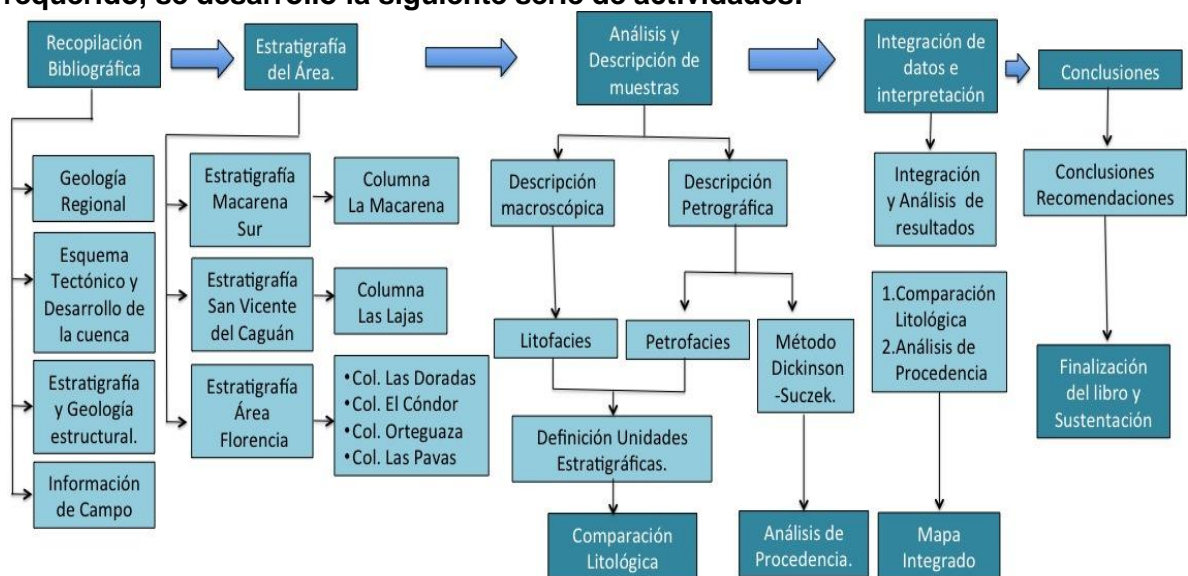 requerido, se desarrolló la siguiente serie de actividades:
Recopilación
Bibliográfica
Estratigrafía
del Área.
Análisis y
Descripción de
muestras
Integración de
datos e
interpretación
Conclusiones
Geología
Regional
Esquema
Tectónico y
Desarrollo de
la cuenca
Estratigrafía
y Geología
estructural.
Información
de Campo
Estratigrafía
Macarena
Sur
Columna
La Macarena
Estratigrafía
San Vicente
del Caguán
Columna
Las Lajas
Estratigrafía
Área
Florencia
•Col. Las Doradas
•Col. El Cóndor
•Col. Orteguaza
•Col. Las Pavas
Descripción
macroscópica
Descripción
Petrográfica
Litofacies
Petrofacies
Método
Dickinson
-Suczek.
Definición Unidades
Estratigráficas.
Comparación
Litológica
Análisis de
Procedencia.
Integración
y Análisis de
resultados
1.Comparación
Litológica
2.Análisis de
Procedencia
Mapa
Integrado
Conclusiones
Recomendaciones
Finalización
del libro y
Sustentación